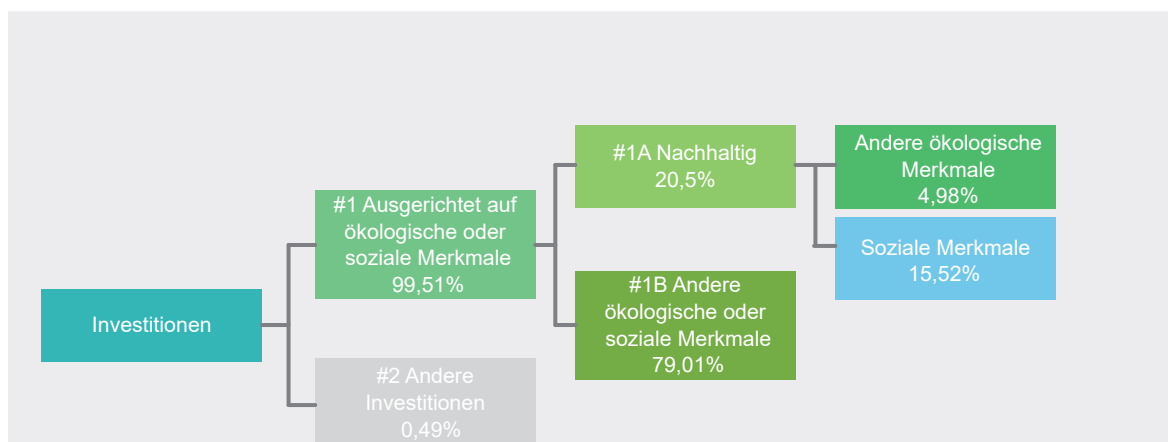 Investitionen
#1 Ausgerichtet auf
ökologische oder
soziale Merkmale
99,51%
#2 Andere
Investitionen
0,49%
#1A Nachhaltig
20,5%
#1B Andere
ökologische oder
soziale Merkmale
79,01%
Andere ökologische
Merkmale
4,98%
Soziale Merkmale
15,52%